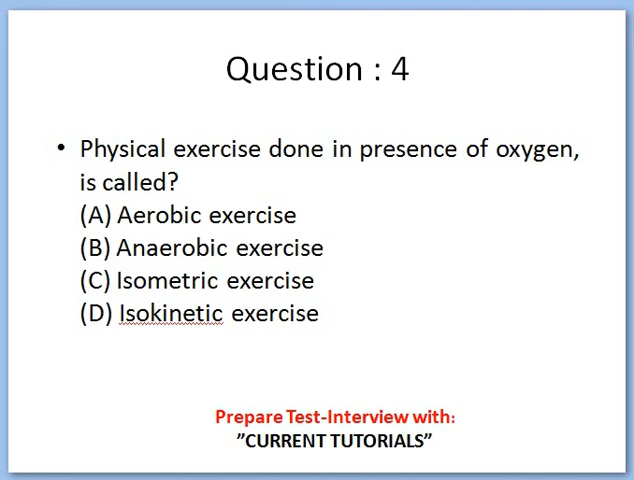 Question : 4
• Physical exercise done in presence of oxygen,
is called?
(A) Aerobic exercise
(B) Anaerobic exercise
(C) Isometric exercise
(D) Isokinetic exercise
Prepare Test-Interview with:
”CURRENT TUTORIALS”